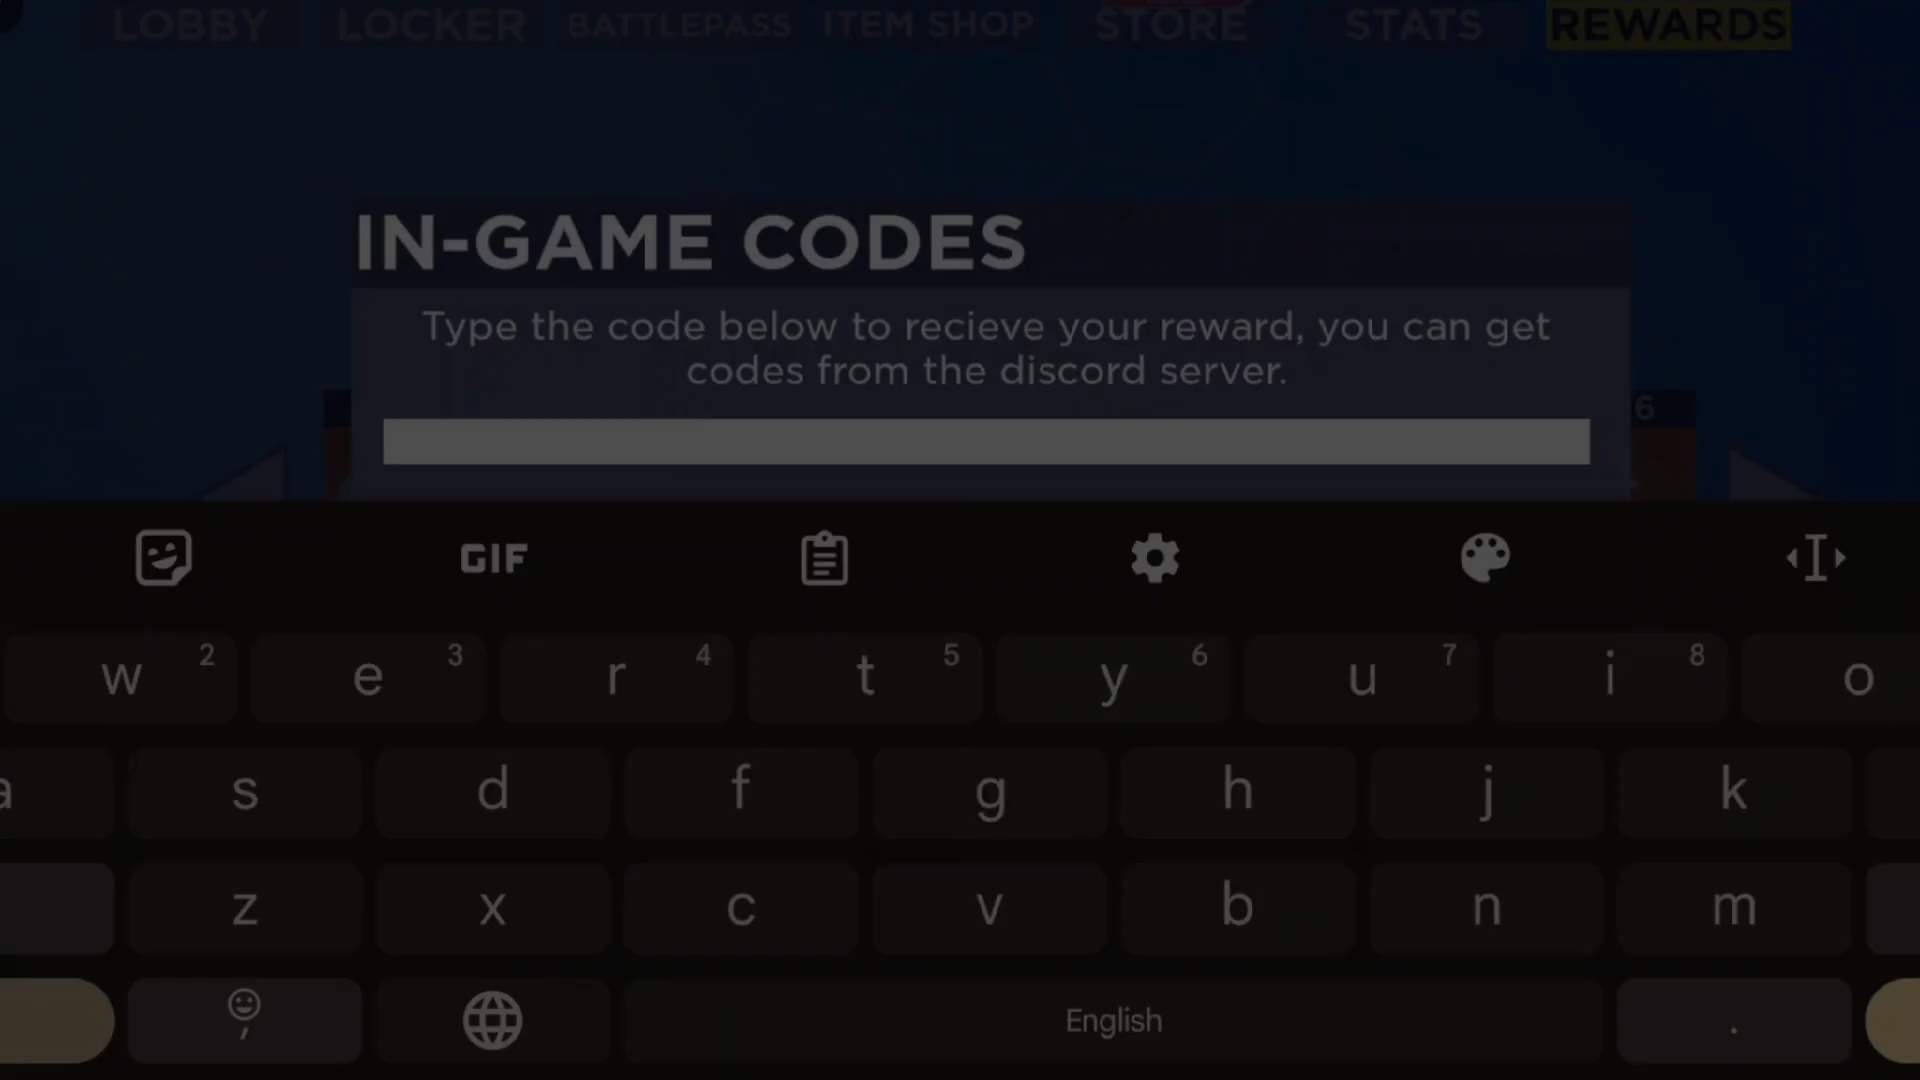 LOBBY LOCKER BATTLEPASS ITEM SHOP STORE STATS REWARDS
IN-GAME CODES
Type the code below to recieve your reward, you can get
codes from the discord server.
6
GIF
w 2 e 3 r 4 t 5 y 6 u 7 i 8 o
a s d f g h j k
z x c v b n m
, English .